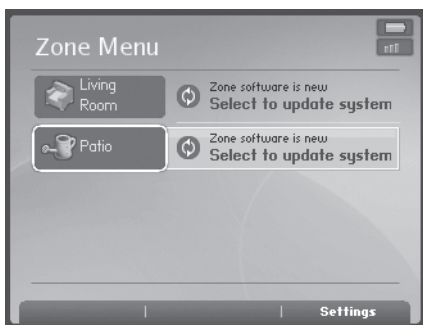 Zone Menu
Living
Room
Zone software is new
Select to update system
Patio
Zone software is new
Select to update system
Settings